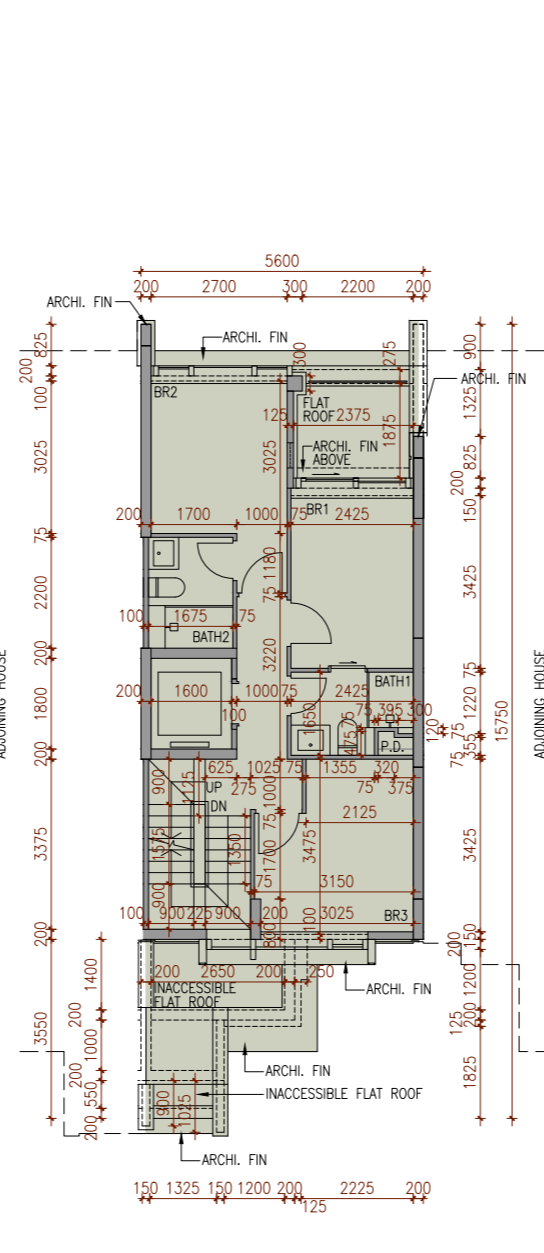 5600
200 2700 300 2200 200
ARCHI. FIN
ARCHI. FIN
825
200
100
3025
75
2200
200
1800
200
3375
200
3550
300
275
900
ARCHI. FIN
1325
825
200
150
3425
75
1220
75
355
75
3425
150
200
1200
200
125
1825
15750
BR2
FLAT
ROOF
125 2375
1875
ARCHI. FIN
ABOVE
3025
BR1
200 1700 1000 75 2425
1180
75
100 1675 75
BATH2
3220
BATH1
200 1600 1000 75 2425
100
1650
75
75 395 300
120
475
P.D.
ADJOINING HOUSE
ADJOINING HOUSE
625 1025 75 1355 320
275
75 375
900
1125
UP
DN
1000
75
2125
1575
1350
1700
3475
75 3150
900
100 900 225 900 200 3025
100
800
BR3
1400
200
1000
200
550
200
200 2650 200 250
INACCESSIBLE
FLAT ROOF
ARCHI. FIN
ARCHI. FIN
INACCESSIBLE FLAT ROOF
900
1025
ARCHI. FIN
150 1325 150 1200 200 2225 200
125